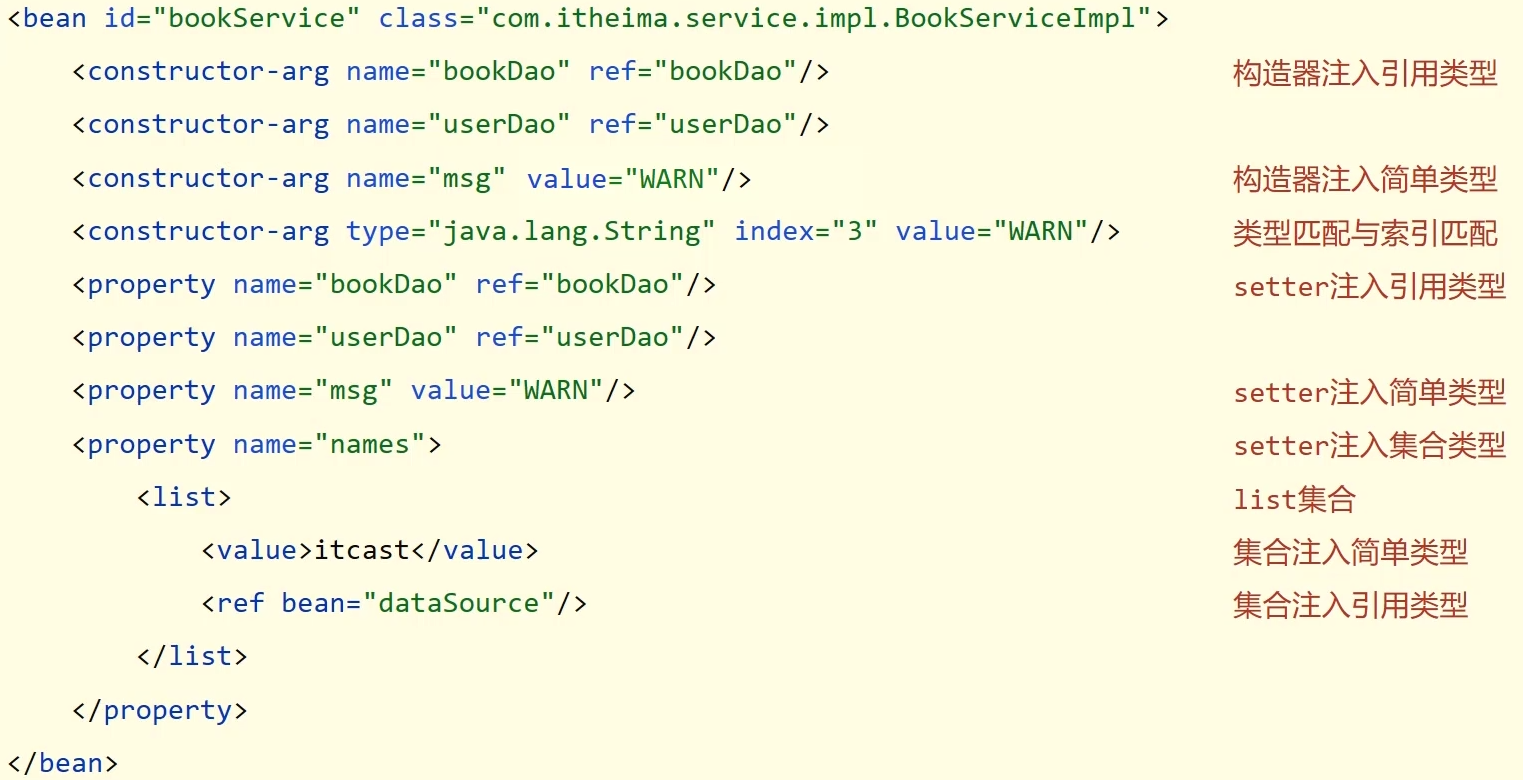 <bean id="bookService" class="com.itheima.service.impl.BookServiceImpl">
<constructor-arg name="bookDao" ref="bookDao"/> 构造器注入引用类型
<constructor-arg name="userDao" ref="userDao"/>
<constructor-arg name="msg" value="WARN"/> 构造器注入简单类型
<constructor-arg type="java.lang.String" index="3" value="WARN"/> 类型匹配与索引匹配
<property name="bookDao" ref="bookDao"/> setter注入引用类型
<property name="userDao" ref="userDao"/>
<property name="msg" value="WARN"/> setter注入简单类型
<property name="names"> setter注入集合类型
<list> list集合
<value>itcast</value> 集合注入简单类型
<ref bean="dataSource"/> 集合注入引用类型
</list>
</property>
</bean>